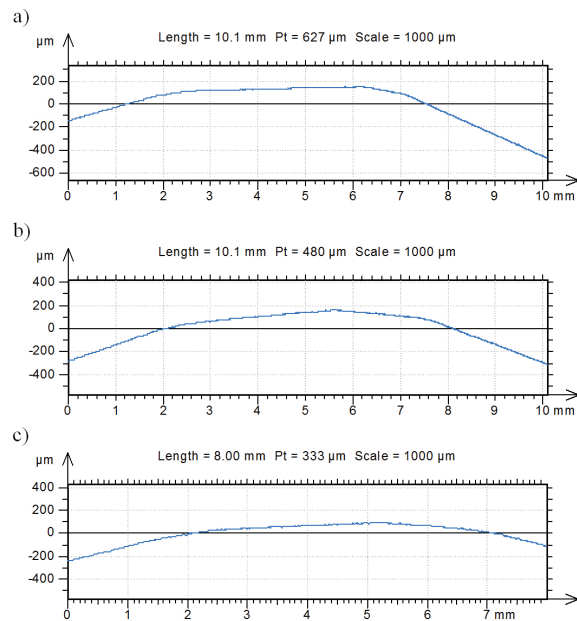 a)
µm
Length = 10.1 mm Pt = 627 µm Scale = 1000 µm
200
0
-200
-400
-600
0 1 2 3 4 5 6 7 8 9 10 mm
b)
µm
Length = 10.1 mm Pt = 480 µm Scale = 1000 µm
400
200
0
-200
-400
0 1 2 3 4 5 6 7 8 9 10 mm
c)
µm
Length = 8.00 mm Pt = 333 µm Scale = 1000 µm
400
200
0
-200
-400
0 1 2 3 4 5 6 7 mm